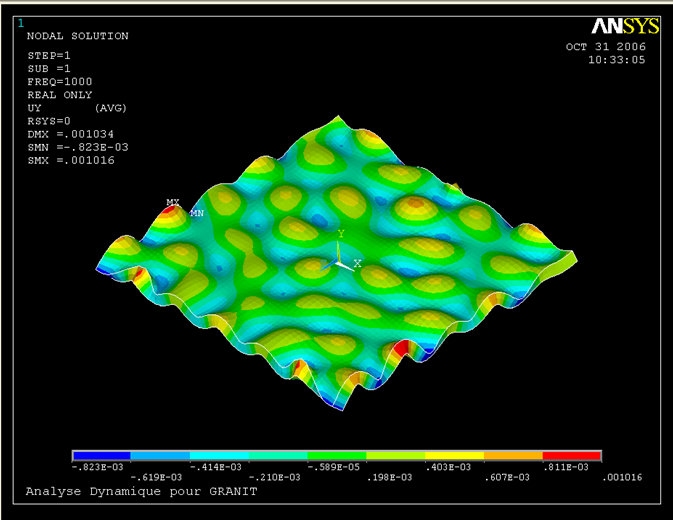 1
NODAL SOLUTION
ANSYS
OCT 31 2006
10:33:05
STEP=1
SUB =1
FREQ=1000
REAL ONLY
UY (AVG)
RSYS=0
DMX =.001034
SMN =-.823E-03
SMX =.001016
MX
MN
Y
X
-.823E-03 -.414E-03 -.589E-05 .403E-03 .811E-03
-.619E-03 -.210E-03 .198E-03 .607E-03 .001016
Analyse Dynamique pour GRANIT